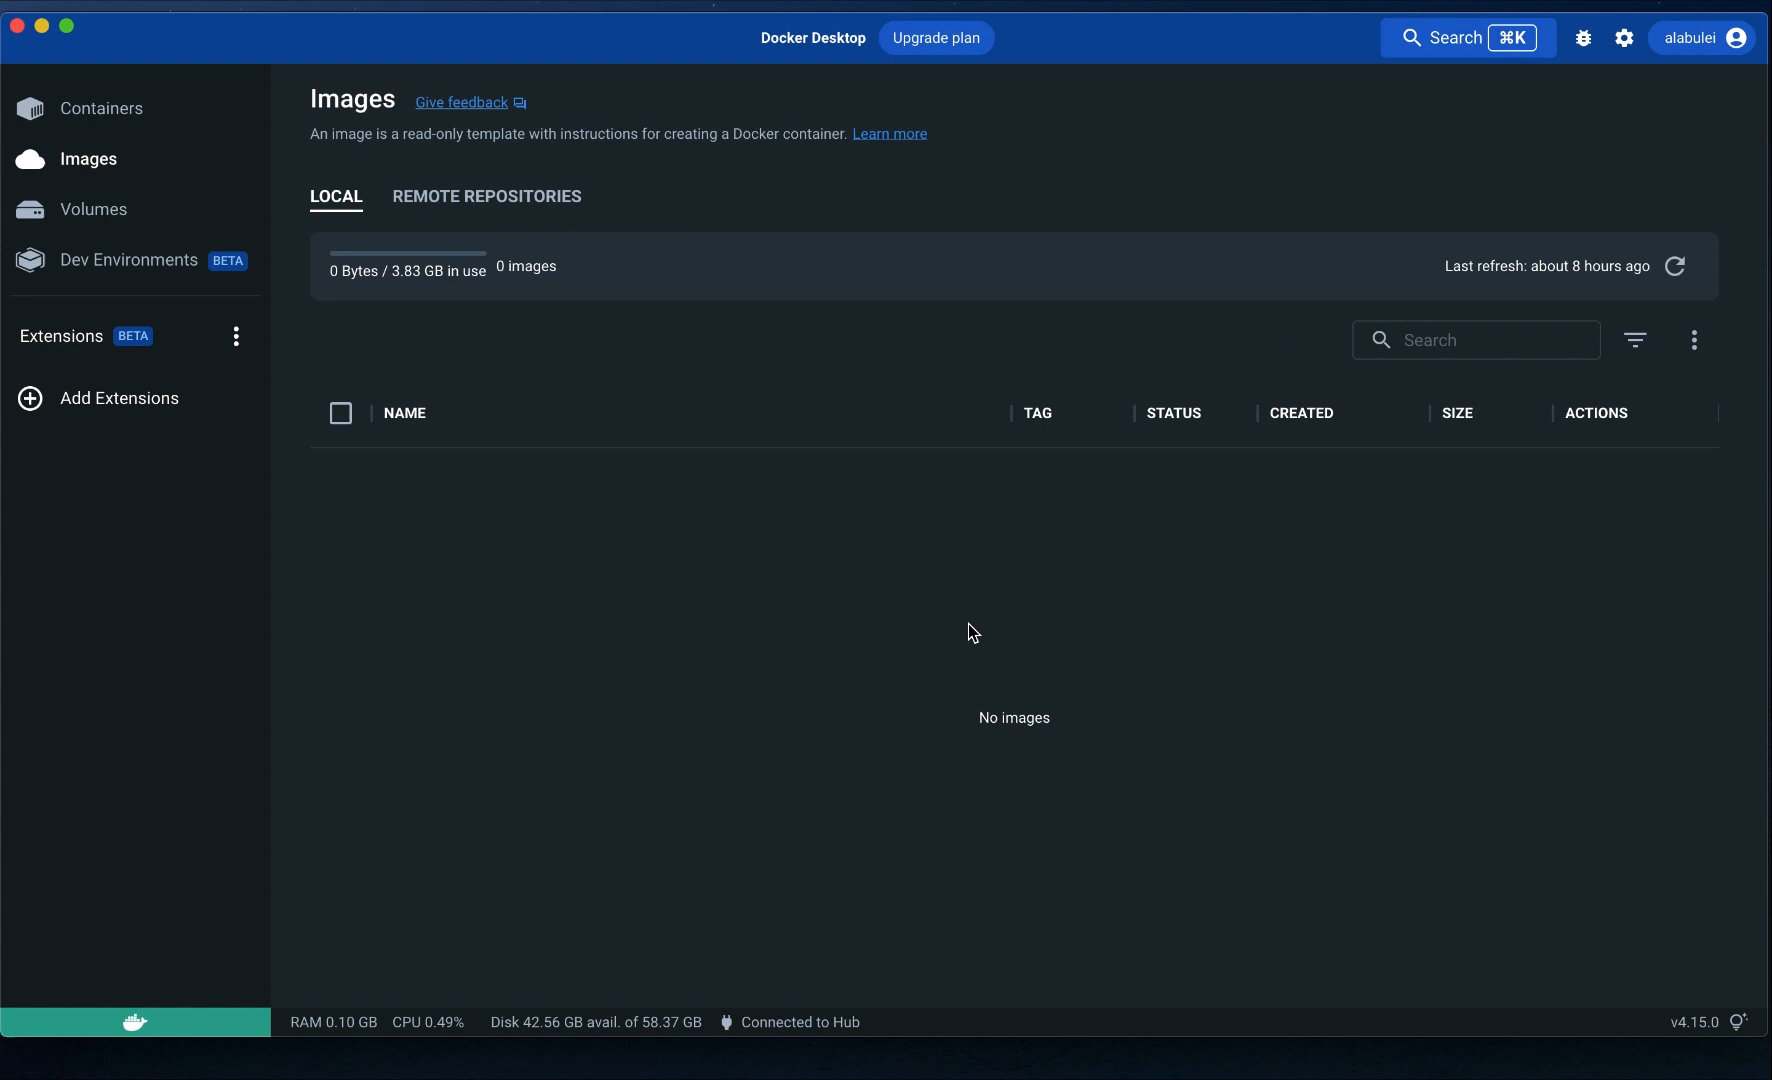 Docker Desktop Upgrade plan Search ⌘K alabulei
Containers
Images
Volumes
Dev Environments BETA
Extensions BETA
Add Extensions
Images Give feedback
An image is a read-only template with instructions for creating a Docker container. Learn more
LOCAL REMOTE REPOSITORIES
0 Bytes / 3.83 GB in use 0 images Last refresh: about 8 hours ago
Search
NAME TAG STATUS CREATED SIZE ACTIONS
No images
RAM 0.10 GB CPU 0.49% Disk 42.56 GB avail. of 58.37 GB Connected to Hub v4.15.0